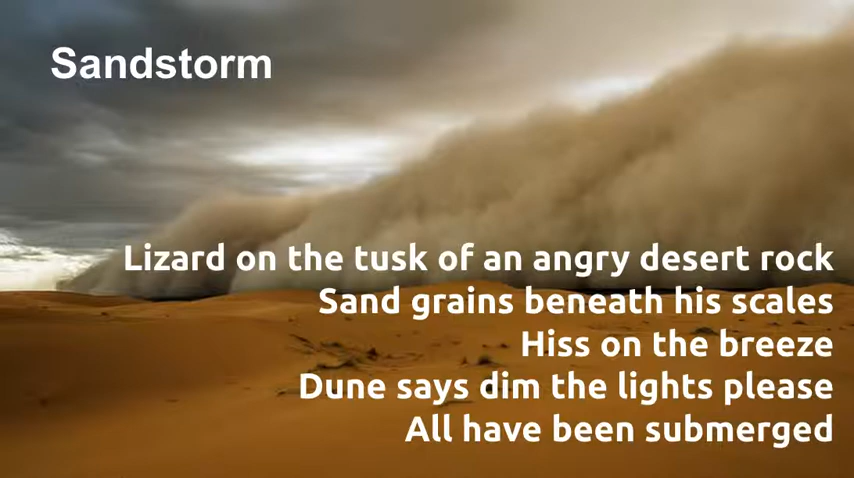 Sandstorm
Lizard on the tusk of an angry desert rock
Sand grains beneath his scales
Hiss on the breeze
Dune says dim the lights please
All have been submerged